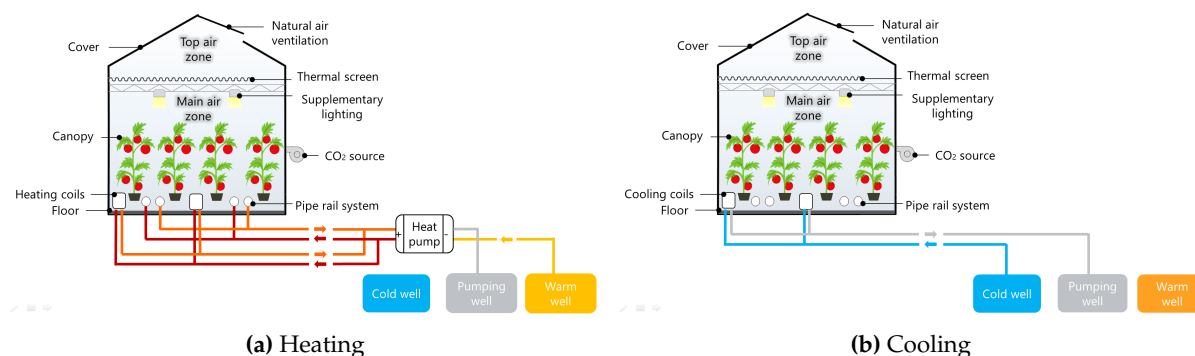 Natural air
ventilation
Cover
Top air
zone
Thermal screen
Main air
zone
Supplementary
lighting
Canopy
CO₂ source
Heating coils
Floor
Pipe rail system
+
Heat
pump
-
Cold well
Pumping
well
Warm
well
(a) Heating
Natural air
ventilation
Cover
Top air
zone
Thermal screen
Main air
zone
Supplementary
lighting
Canopy
CO₂ source
Cooling coils
Floor
Pipe rail system
Cold well
Pumping
well
Warm
well
(b) Cooling